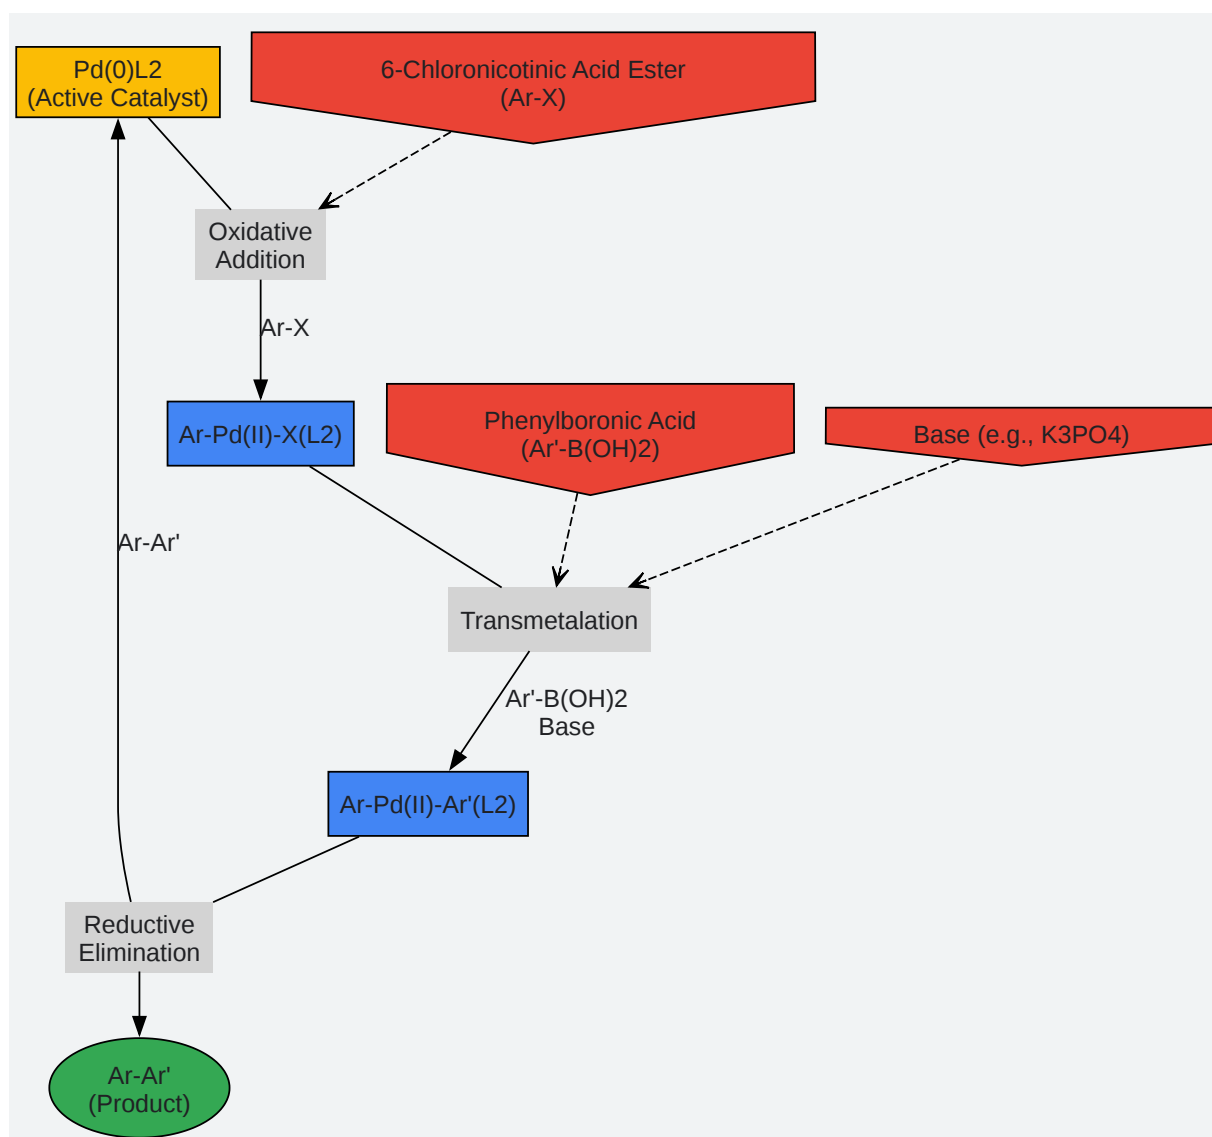 Pd(0)L2
(Active Catalyst)
6-Chloronicotinic Acid Ester
(Ar-X)
Oxidative
Addition
Ar-X
Ar-Pd(II)-X(L2)
Phenylboronic Acid
(Ar'-B(OH)2)
Base (e.g., K3PO4)
Ar-Ar'
Transmetalation
Ar'-B(OH)2
Base
Ar-Pd(II)-Ar'(L2)
Reductive
Elimination
Ar-Ar'
(Product)